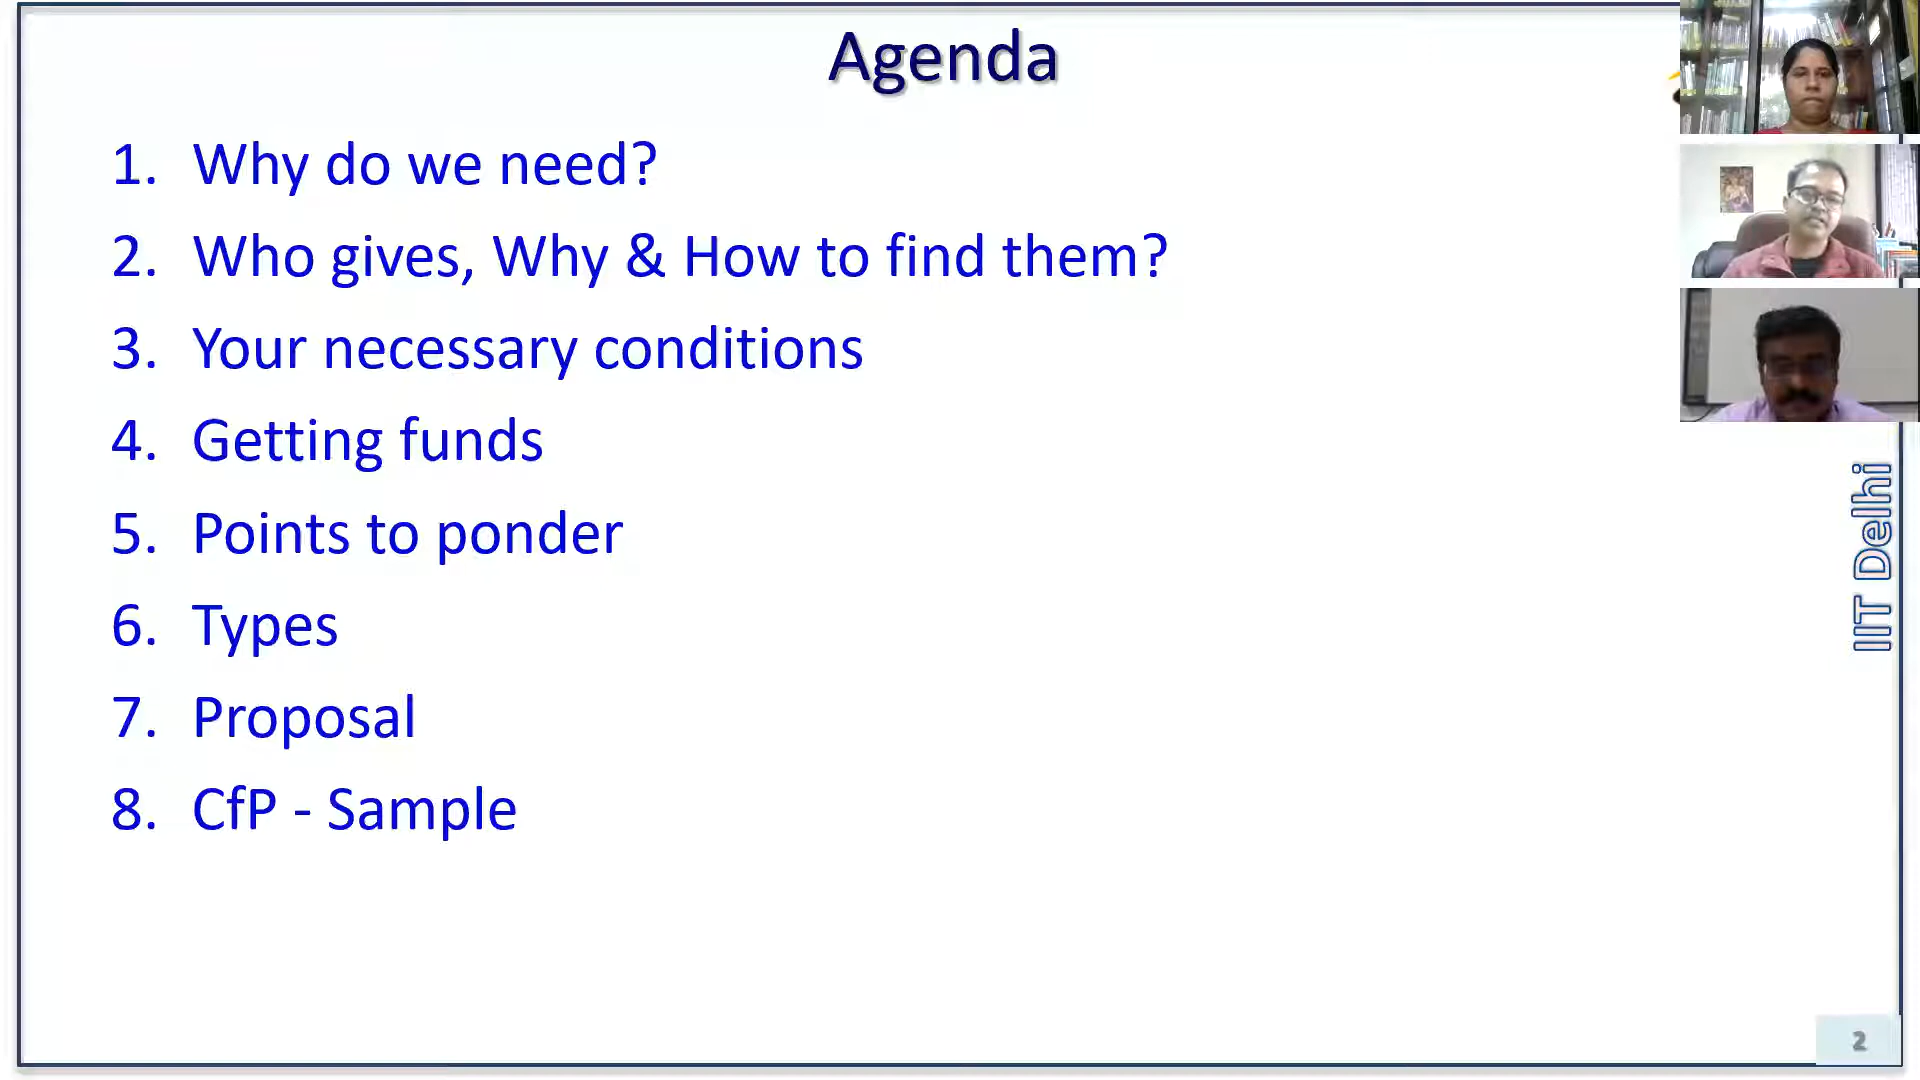 Agenda
1. Why do we need?
2. Who gives, Why & How to find them?
3. Your necessary conditions
4. Getting funds
5. Points to ponder
6. Types
7. Proposal
8. CfP - Sample
IIT Delhi
2